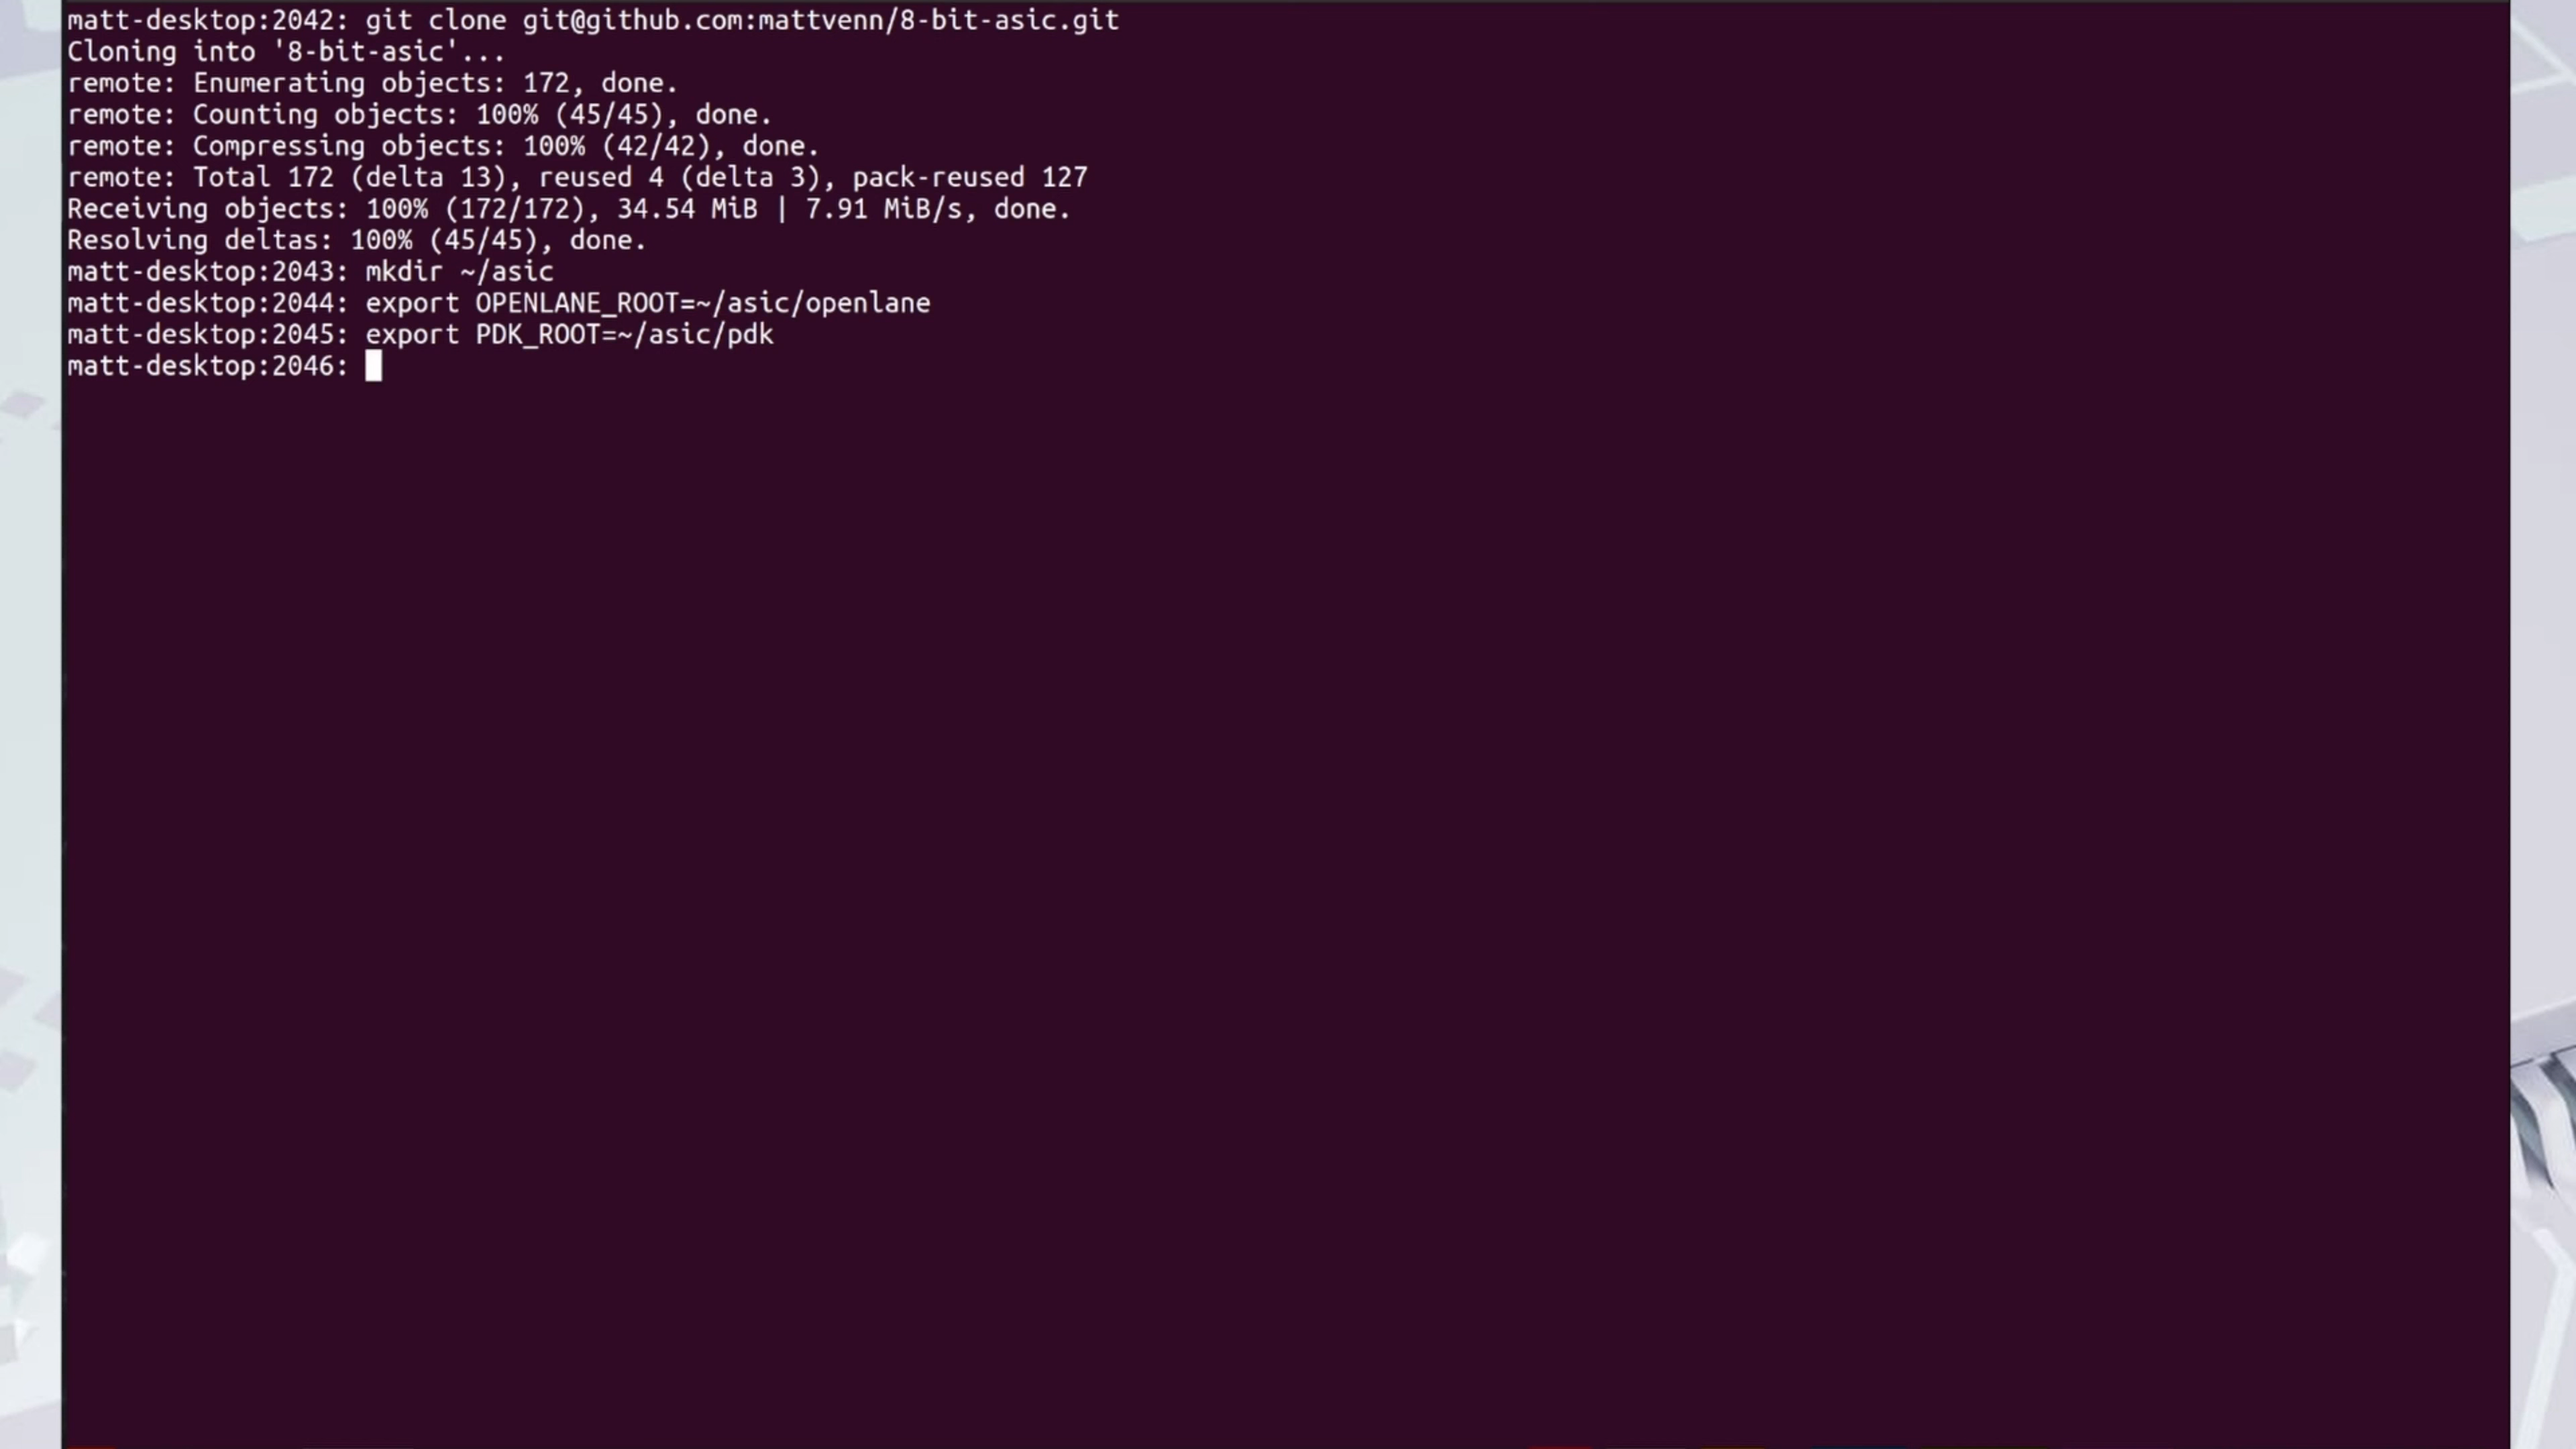 matt-desktop:2042: git clone git@github.com:mattvenn/8-bit-asic.git
Cloning into '8-bit-asic'...
remote: Enumerating objects: 172, done.
remote: Counting objects: 100% (45/45), done.
remote: Compressing objects: 100% (42/42), done.
remote: Total 172 (delta 13), reused 4 (delta 3), pack-reused 127
Receiving objects: 100% (172/172), 34.54 MiB | 7.91 MiB/s, done.
Resolving deltas: 100% (45/45), done.
matt-desktop:2043: mkdir ~/asic
matt-desktop:2044: export OPENLANE_ROOT=~/asic/openlane
matt-desktop:2045: export PDK_ROOT=~/asic/pdk
matt-desktop:2046: